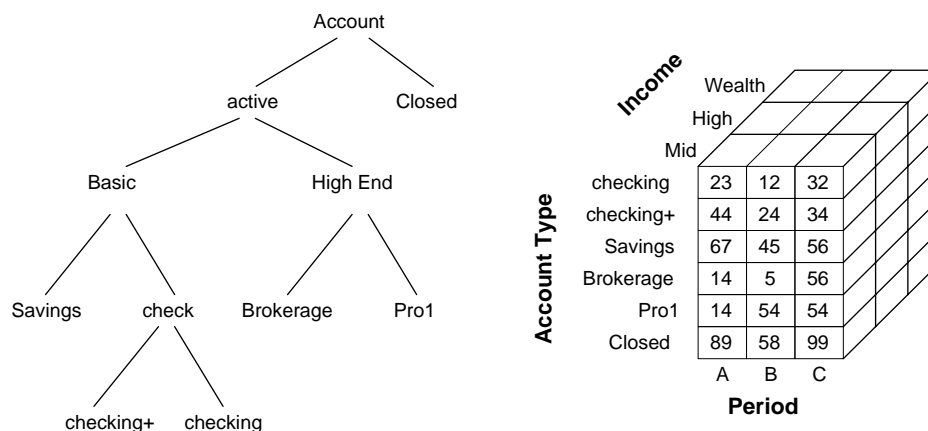 Account
active Closed
Basic High End
Savings check Brokerage Pro1
checking+ checking
Income
Wealth
High
Mid
Account Type
checking 23 12 32
checking+ 44 24 34
Savings 67 45 56
Brokerage 14 5 56
Pro1 14 54 54
Closed 89 58 99
A B C
Period